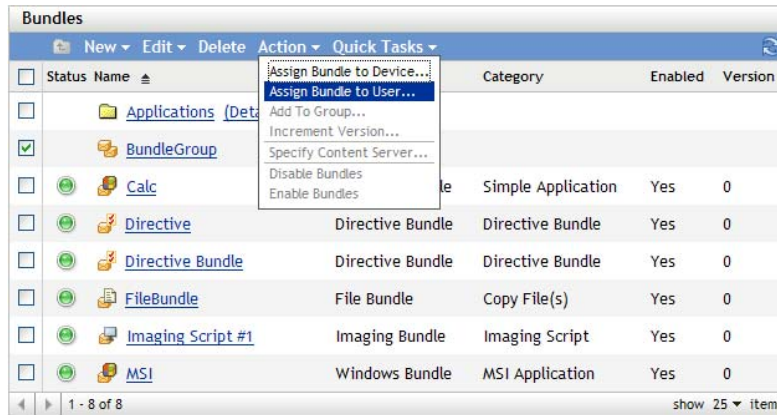 Bundles
New Edit Delete Action Quick Tasks
Status Name Category Enabled Version
Assign Bundle to Device...
Assign Bundle to User...
Add To Group...
Increment Version...
Specify Content Server...
Disable Bundles
Enable Bundles
Applications (Deta
BundleGroup
Calc le Simple Application Yes 0
Directive Directive Bundle Directive Bundle Yes 0
Directive Bundle Directive Bundle Directive Bundle Yes 0
FileBundle File Bundle Copy File(s) Yes 0
Imaging Script #1 Imaging Bundle Imaging Script Yes 0
MSI Windows Bundle MSI Application Yes 0
1 - 8 of 8 show 25 item